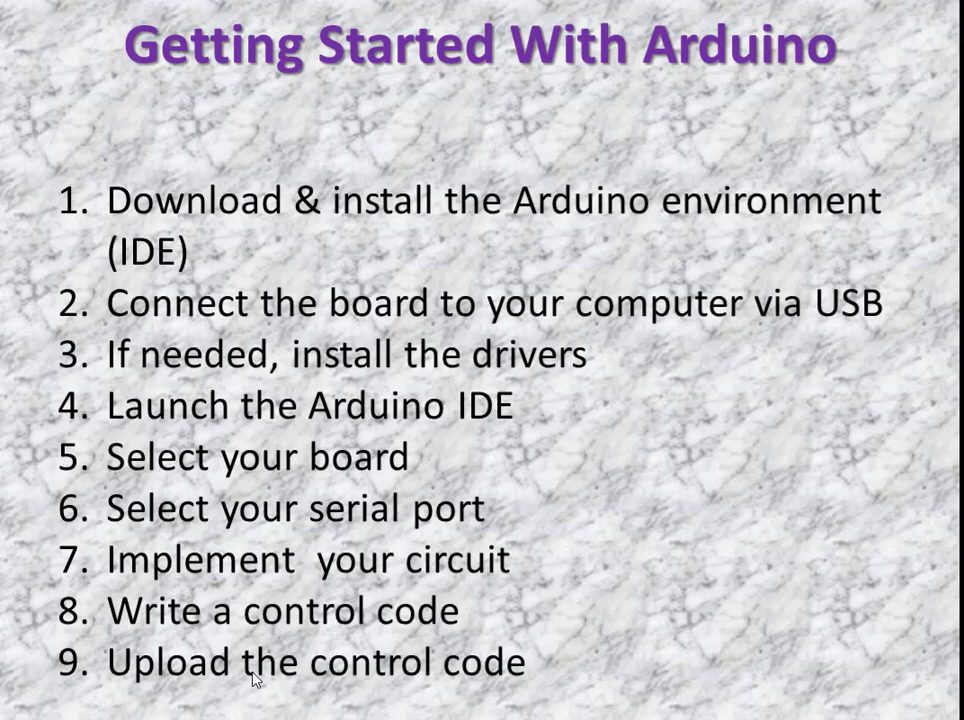 Getting Started With Arduino
1. Download & install the Arduino environment
(IDE)
2. Connect the board to your computer via USB
3. If needed, install the drivers
4. Launch the Arduino IDE
5. Select your board
6. Select your serial port
7. Implement  your circuit
8. Write a control code
9. Upload the control code